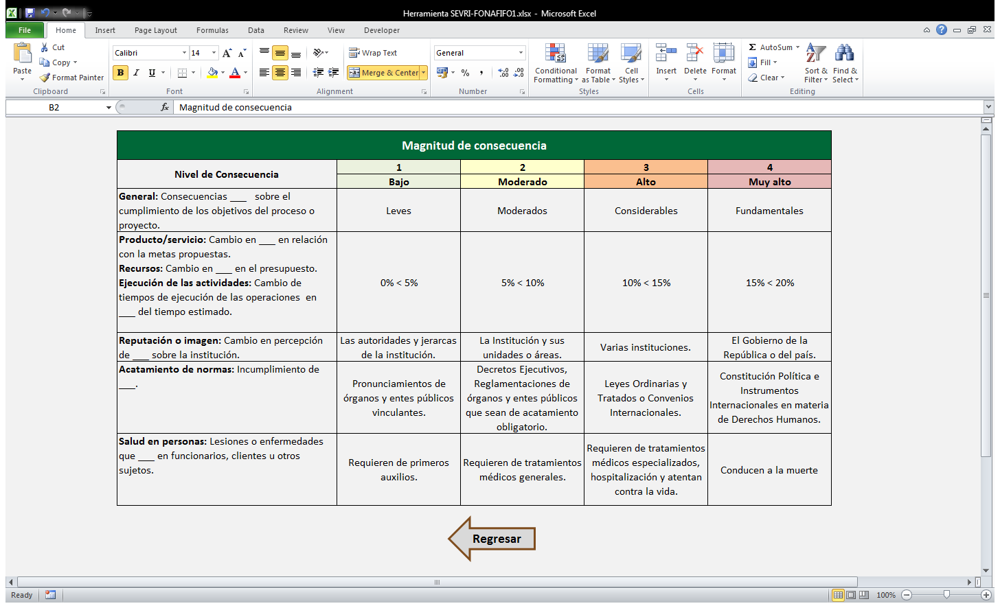 Herramienta SEVRI-FONAFIFO1.xlsx - Microsoft Excel
File Home Insert Page Layout Formulas Data Review View Developer
Paste
Cut
Copy
Format Painter
Clipboard
Calibri 14
B I U A
Font
Wrap Text
Merge & Center
Alignment
General
% ,
Number
Conditional Formatting
Format as Table
Cell Styles
Styles
Insert Delete Format
Cells
Σ AutoSum
Fill
Clear
Sort & Filter
Find & Select
Editing
B2 fx Magnitud de consecuencia
Magnitud de consecuencia
Nivel de Consecuencia
1 2 3 4
Bajo Moderado Alto Muy alto
General: Consecuencias ___ sobre el
cumplimiento de los objetivos del proceso o
proyecto.
Leves
Moderados
Considerables
Fundamentales
Producto/servicio: Cambio en ___ en relación
con la metas propuestas.
Recursos: Cambio en ___ en el presupuesto.
Ejecución de las actividades: Cambio de
tiempos de ejecución de las operaciones en
___ del tiempo estimado.
0% < 5%
5% < 10%
10% < 15%
15% < 20%
Reputación o imagen: Cambio en percepción
de ___ sobre la institución.
Las autoridades y jerarcas
de la institución.
La Institución y sus
unidades o áreas.
Varias instituciones.
El Gobierno de la
República o del país.
Acatamiento de normas: Incumplimiento de
___.
Pronunciamientos de
órganos y entes públicos
vinculantes.
Decretos Ejecutivos,
Reglamentaciones de
órganos y entes públicos
que sean de acatamiento
obligatorio.
Leyes Ordinarias y
Tratados o Convenios
Internacionales.
Constitución Política e
Instrumentos
Internacionales en materia
de Derechos Humanos.
Salud en personas: Lesiones o enfermedades
que ___ en funcionarios, clientes u otros
sujetos.
Requieren de primeros
auxilios.
Requieren de tratamientos
médicos generales.
Requieren de tratamientos
médicos especializados,
hospitalización y atentan
contra la vida.
Conducen a la muerte
Regresar
Ready
100%